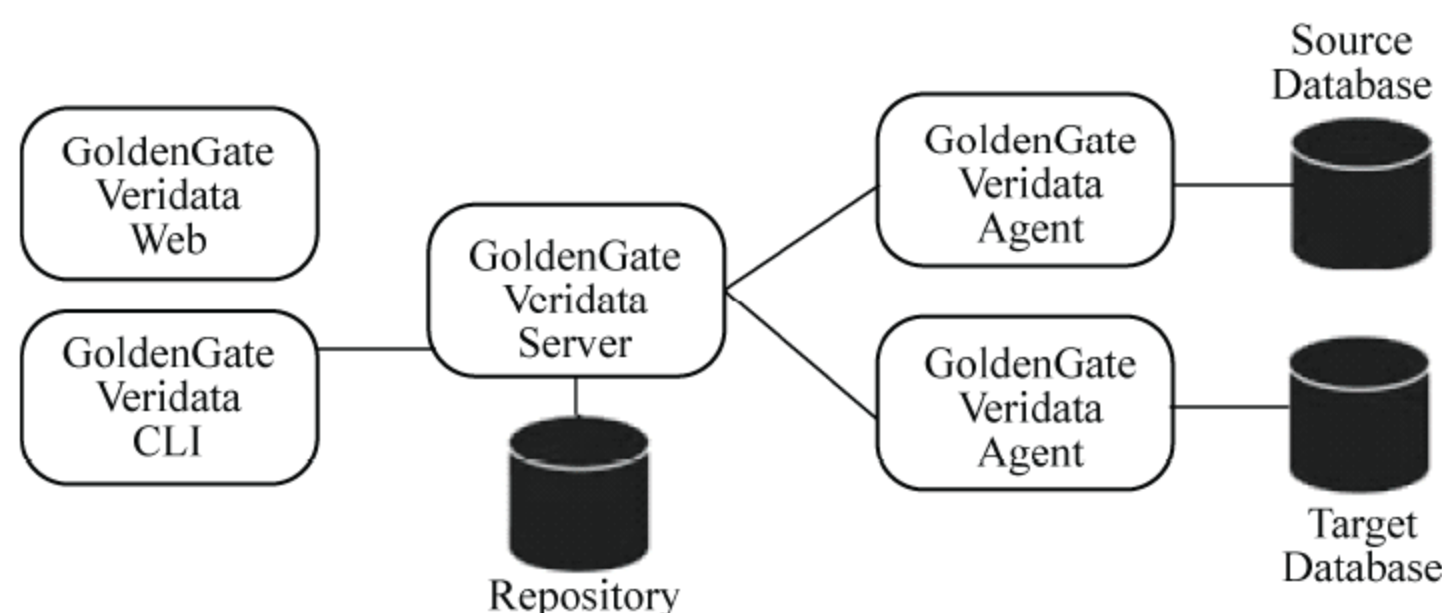 GoldenGate
Veridata
Web
GoldenGate
Veridata
CLI
GoldenGate
Veridata
Server
Repository
GoldenGate
Veridata
Agent
GoldenGate
Veridata
Agent
Source
Database
Target
Database